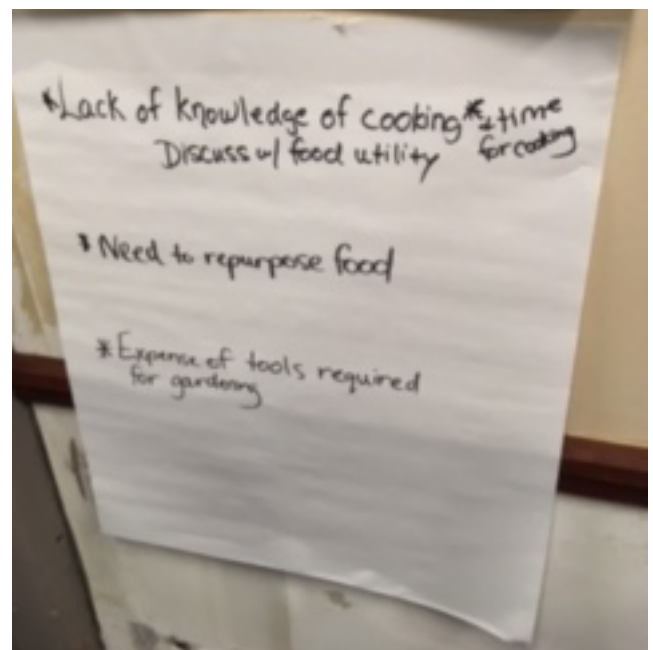 *Lack of knowledge of cooking *+ time
for cooking
Discuss w/ food utility
* Need to repurpose food
* Expense of tools required
for gardening